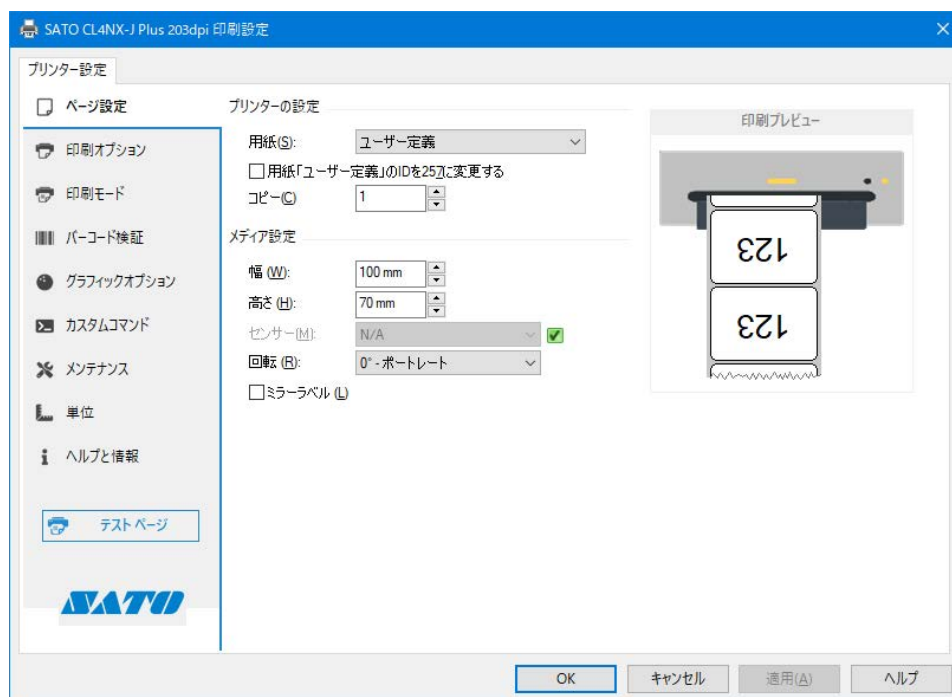 SATO CL4NX-J Plus 203dpi 印刷設定
プリンター設定
ページ設定
印刷オプション
印刷モード
バーコード検証
グラフィックオプション
カスタムコマンド
メンテナンス
単位
ヘルプと情報
テスト ページ
SATO
プリンターの設定
用紙(S): ユーザー定義
用紙「ユーザー定義」のIDを257に変更する
コピー(C) 1
メディア設定
幅 (W): 100 mm
高さ (H): 70 mm
センサー(M): N/A
回転 (R): 0° - ポートレート
ミラーラベル (L)
印刷プレビュー
123
123
OK キャンセル 適用(A) ヘルプ